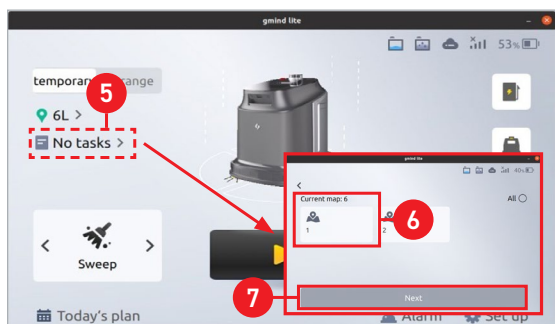 gmind lite
53%
temporary
range
5
6L >
No tasks >
gmind lite
40%
Current map: 6
All
1
2
6
Sweep
7
Next
Today's plan
Alarm
Set up